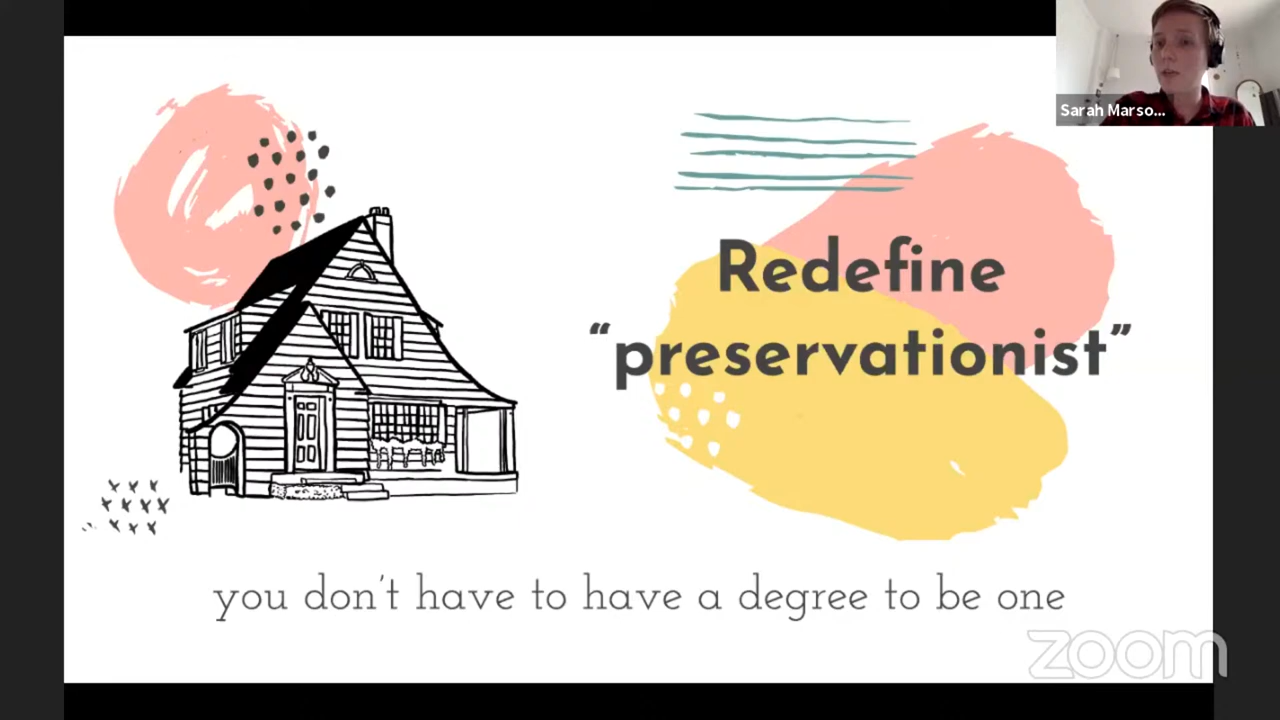 Sarah Marso...
Redefine
“preservationist”
you don't have to have a degree to be one
zoom